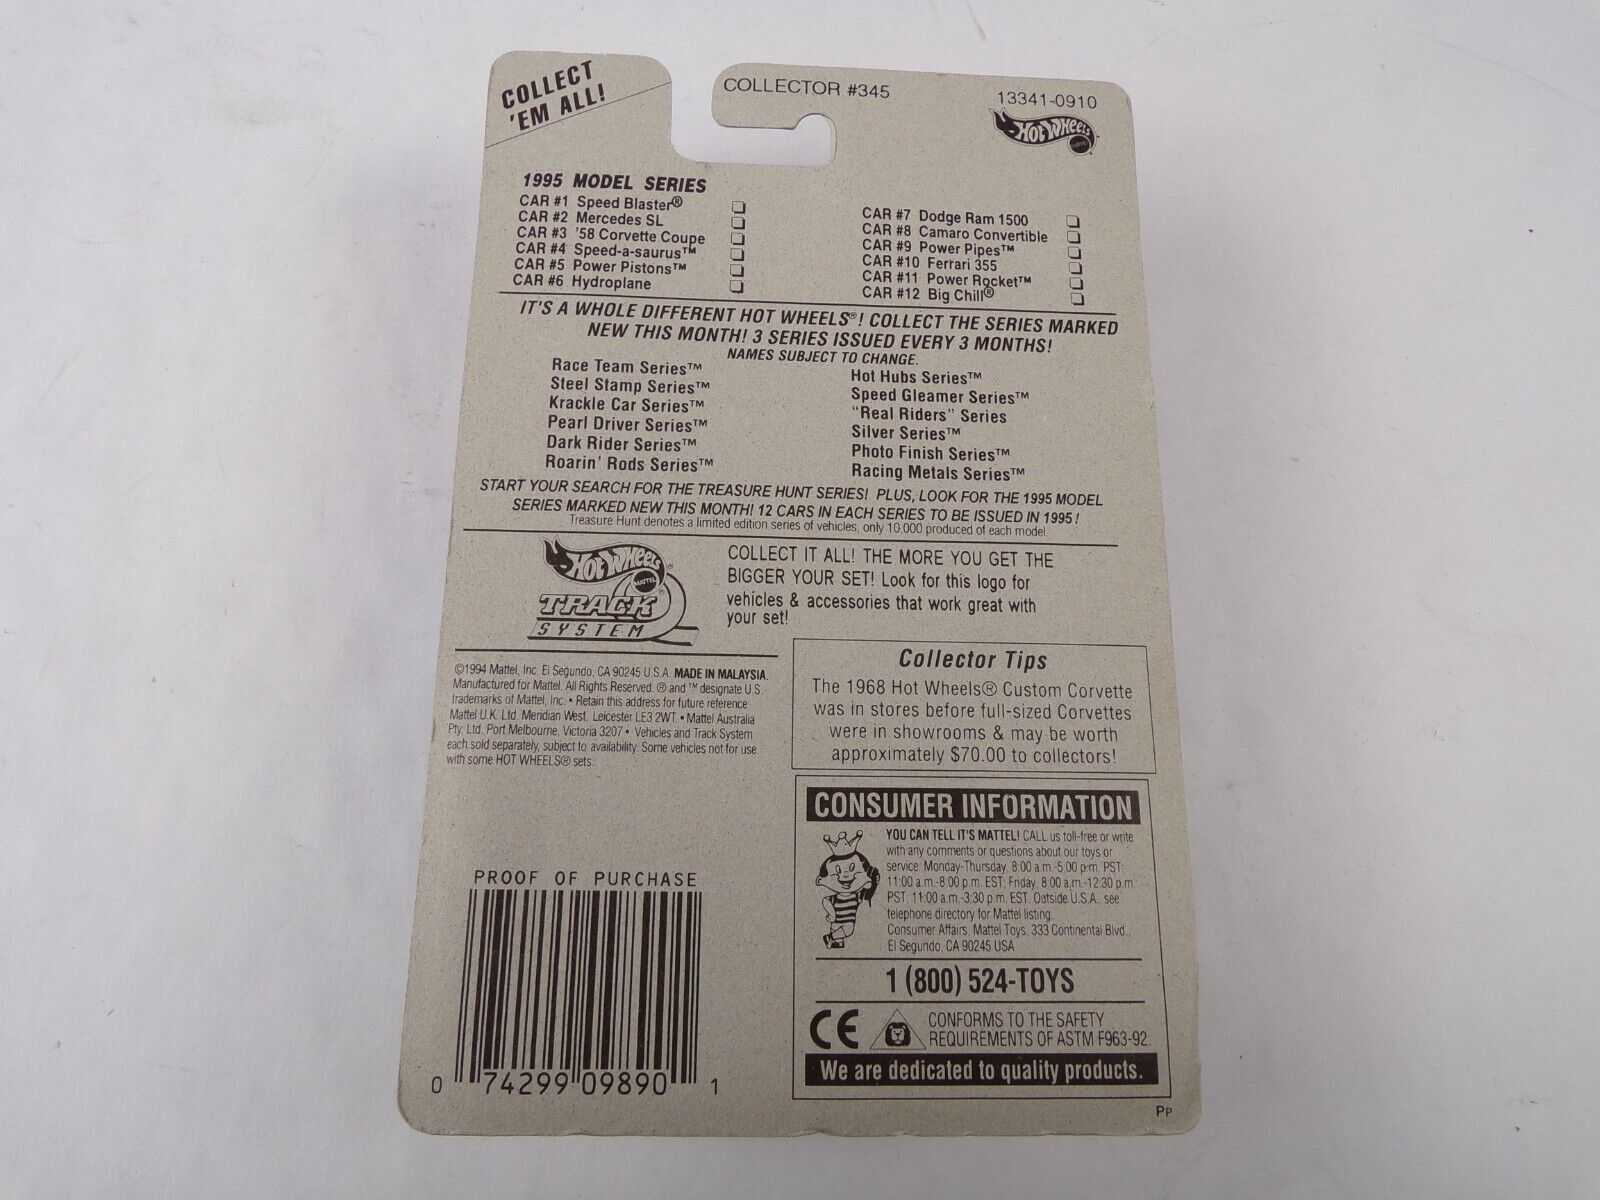 COLLECT
'EM ALL!
COLLECTOR #345
13341-0910
HOT WHEELS
MATTEL
1995 MODEL SERIES
CAR #1 Speed Blaster®
CAR #2 Mercedes SL
CAR #3 '58 Corvette Coupe
CAR #4 Speed-a-saurus™
CAR #5 Power Pistons™
CAR #6 Hydroplane
CAR #7 Dodge Ram 1500
CAR #8 Camaro Convertible
CAR #9 Power Pipes™
CAR #10 Ferrari 355
CAR #11 Power Rocket™
CAR #12 Big Chill®
IT'S A WHOLE DIFFERENT HOT WHEELS®! COLLECT THE SERIES MARKED
NEW THIS MONTH! 3 SERIES ISSUED EVERY 3 MONTHS!
NAMES SUBJECT TO CHANGE.
Race Team Series™
Steel Stamp Series™
Krackle Car Series™
Pearl Driver Series™
Dark Rider Series™
Roarin' Rods Series™
Hot Hubs Series™
Speed Gleamer Series™
"Real Riders" Series
Silver Series™
Photo Finish Series™
Racing Metals Series™
START YOUR SEARCH FOR THE TREASURE HUNT SERIES! PLUS, LOOK FOR THE 1995 MODEL
SERIES MARKED NEW THIS MONTH! 12 CARS IN EACH SERIES TO BE ISSUED IN 1995!
Treasure Hunt denotes a limited edition series of vehicles, only 10,000 produced of each model.
HOT WHEELS®
MATTEL
TRACK®
SYSTEM
COLLECT IT ALL! THE MORE YOU GET THE
BIGGER YOUR SET! Look for this logo for
vehicles & accessories that work great with
your set!
©1994 Mattel, Inc. El Segundo, CA 90245 U.S.A. MADE IN MALAYSIA.
Manufactured for Mattel. All Rights Reserved. ® and ™ designate U.S.
trademarks of Mattel, Inc. • Retain this address for future reference:
Mattel U.K. Ltd. Meridian West, Leicester LE3 2WT. • Mattel Australia
Pty. Ltd. Port Melbourne, Victoria 3207 • Vehicles and Track System
each sold separately, subject to availability. Some vehicles not for use
with some HOT WHEELS® sets.
Collector Tips
The 1968 Hot Wheels® Custom Corvette
was in stores before full-sized Corvettes
were in showrooms & may be worth
approximately $70.00 to collectors!
CONSUMER INFORMATION
YOU CAN TELL IT'S MATTEL! CALL us toll-free or write
with any comments or questions about our toys or
service: Monday-Thursday, 8:00 a.m.-5:00 p.m. PST;
11:00 a.m.-8:00 p.m. EST; Friday, 8:00 a.m.-12:30 p.m.
PST, 11:00 a.m.-3:30 p.m. EST. Outside U.S.A., see
telephone directory for Mattel listing.
Consumer Affairs, Mattel Toys, 333 Continental Blvd.,
El Segundo, CA 90245 USA
1 (800) 524-TOYS
CE
CONFORMS TO THE SAFETY
REQUIREMENTS OF ASTM F963-92.
We are dedicated to quality products.
PROOF OF PURCHASE
0 74299 09890 1
PP